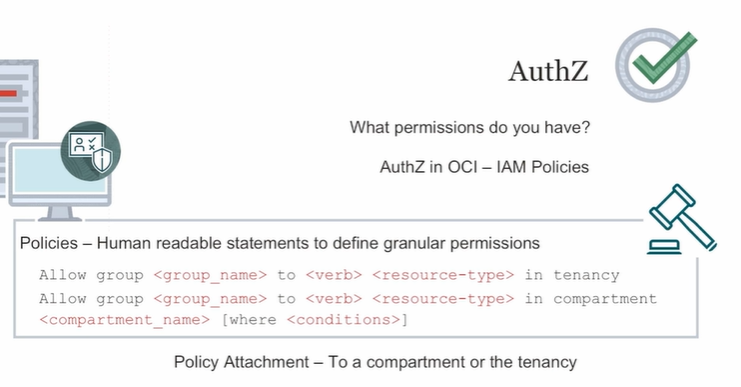 AuthZ
What permissions do you have?
AuthZ in OCI – IAM Policies
Policies – Human readable statements to define granular permissions
Allow group <group_name> to <verb> <resource-type> in tenancy
Allow group <group_name> to <verb> <resource-type> in compartment
<compartment_name> [where <conditions>]
Policy Attachment – To a compartment or the tenancy